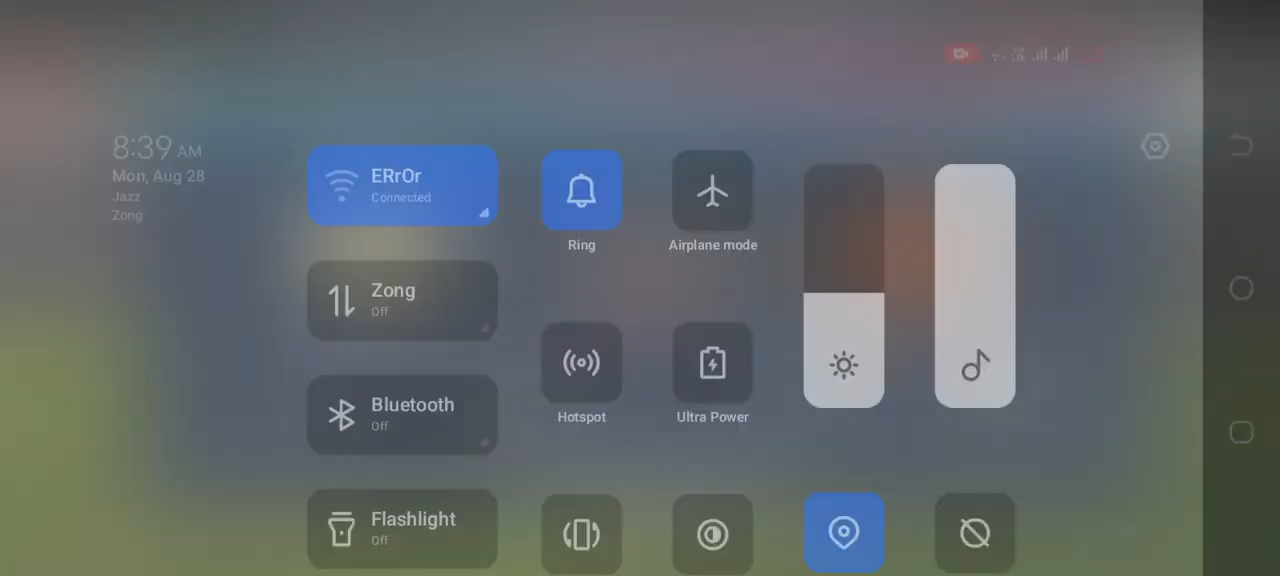 8:39 AM
Mon, Aug 28
Jazz
Zong
ERrOr
Connected
Ring
Airplane mode
Zong
Off
Hotspot
Ultra Power
Bluetooth
Off
Flashlight
Off